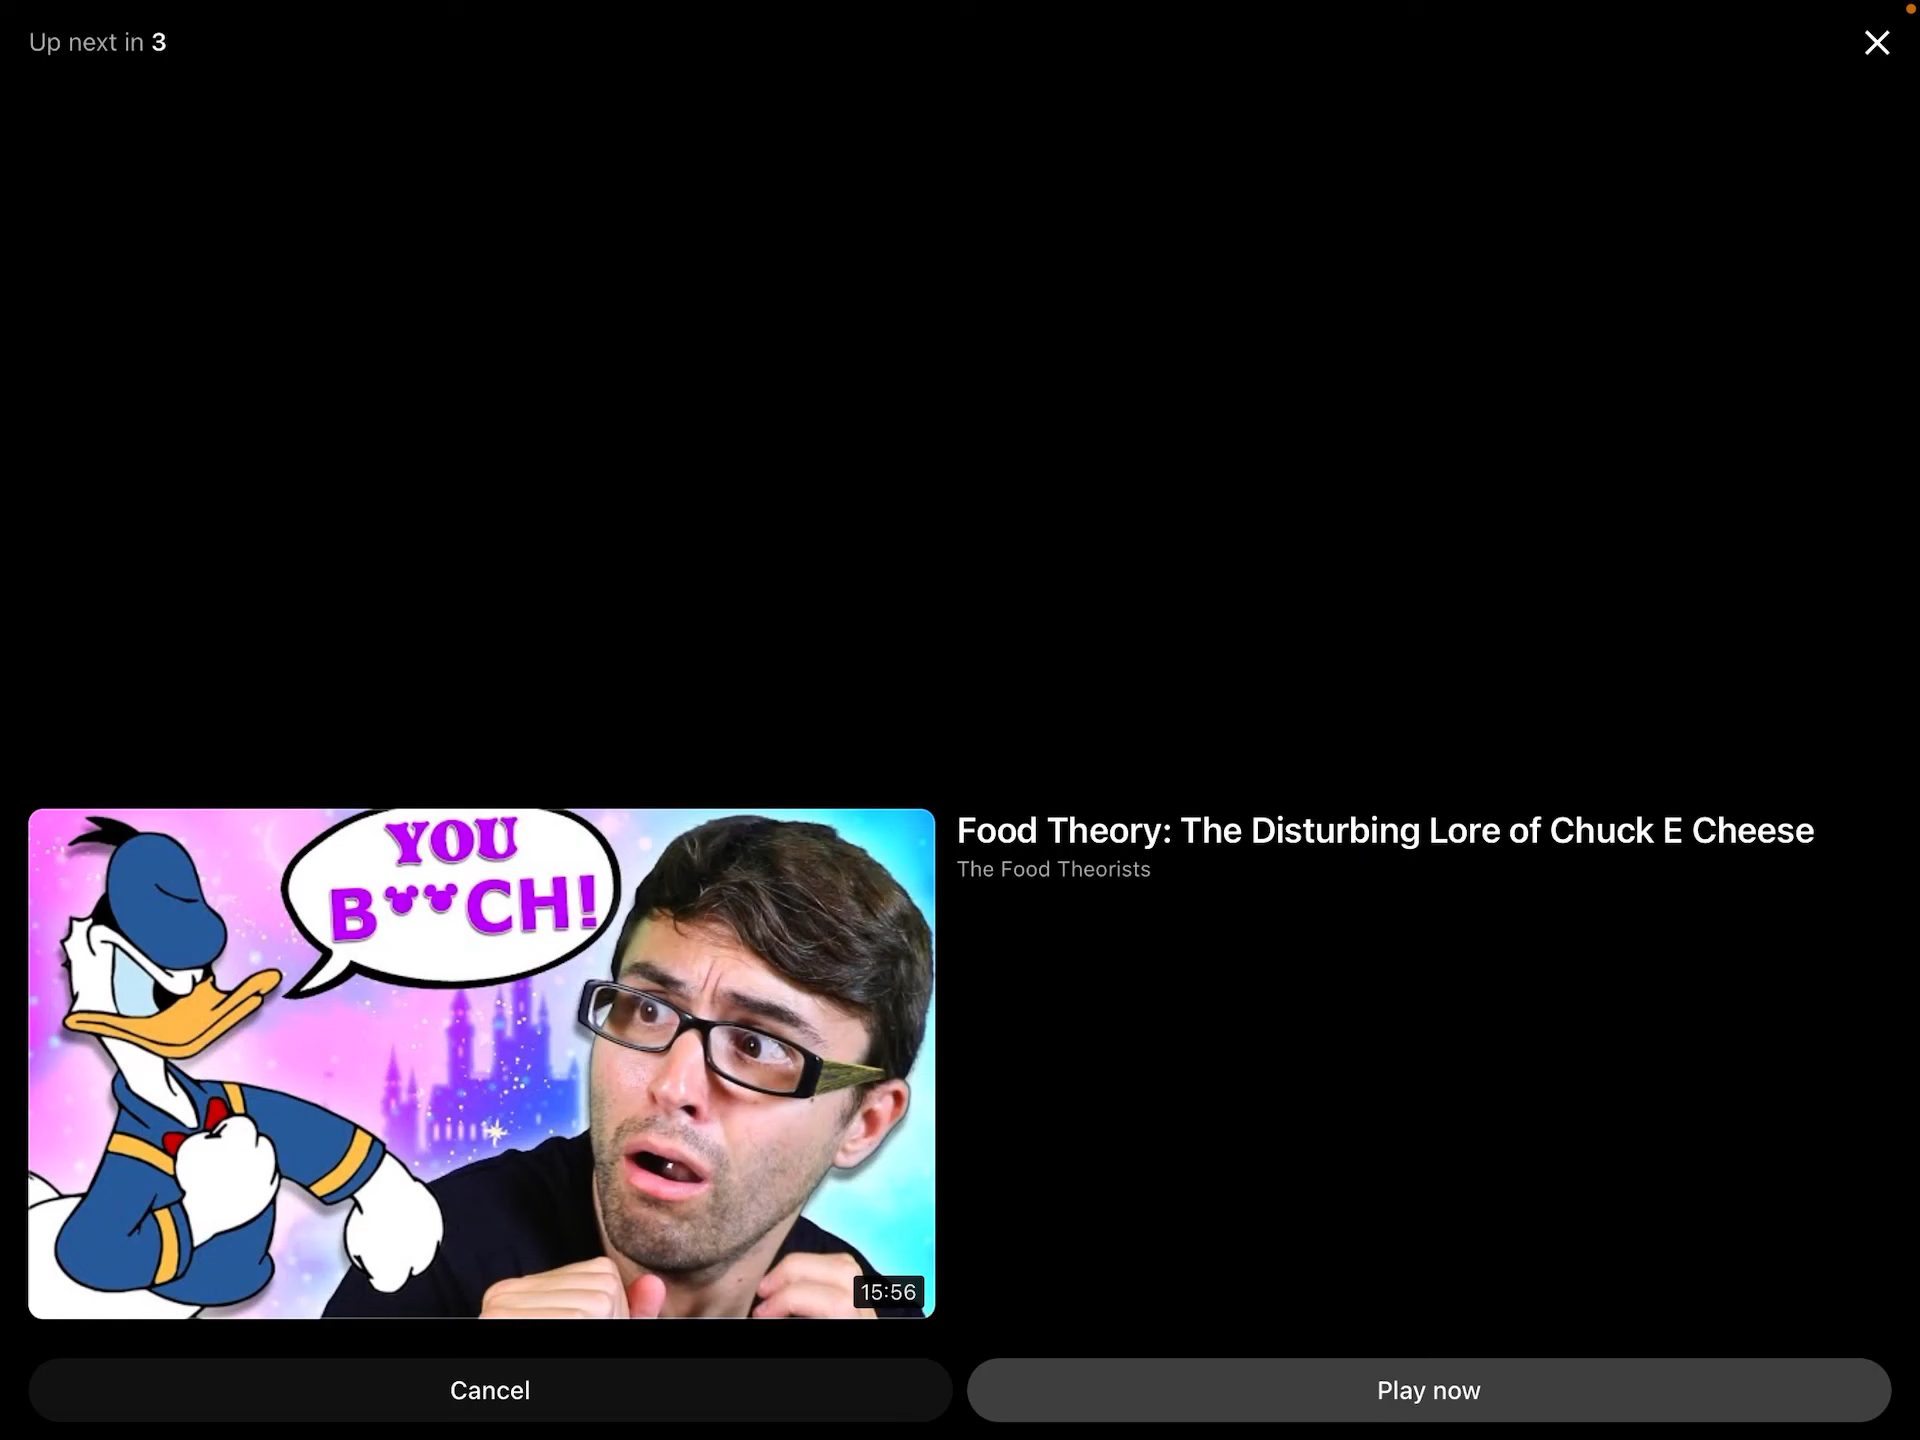 Up next in 3
YOU
B**CH!
Food Theory: The Disturbing Lore of Chuck E Cheese
The Food Theorists
15:56
Cancel
Play now